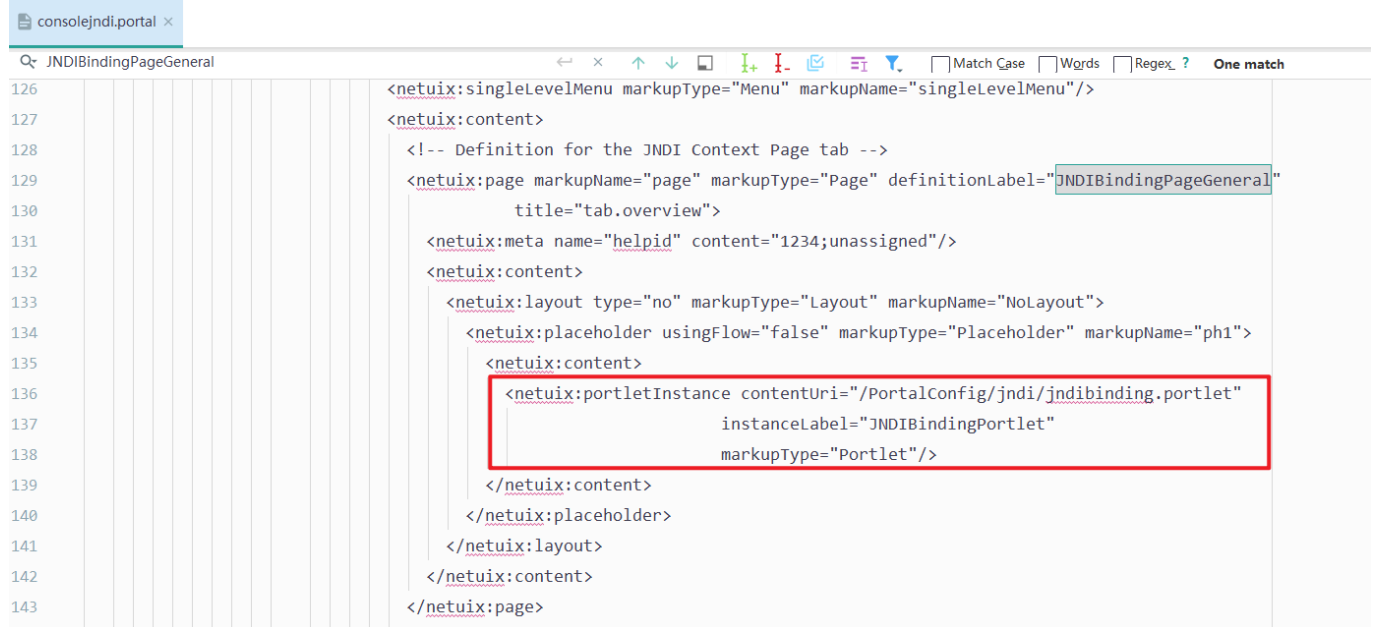 consolejndi.portal ×
JNDIBindingPageGeneral Match Case Words Regex ? One match
126 <netuix:singleLevelMenu markupType="Menu" markupName="singleLevelMenu"/>
127 <netuix:content>
128 <!-- Definition for the JNDI Context Page tab -->
129 <netuix:page markupName="page" markupType="Page" definitionLabel="JNDIBindingPageGeneral"
130 title="tab.overview">
131 <netuix:meta name="helpid" content="1234;unassigned"/>
132 <netuix:content>
133 <netuix:layout type="no" markupType="Layout" markupName="NoLayout">
134 <netuix:placeholder usingFlow="false" markupType="Placeholder" markupName="ph1">
135 <netuix:content>
136 <netuix:portletInstance contentUri="/PortalConfig/jndi/jndibinding.portlet"
137 instanceLabel="JNDIBindingPortlet"
138 markupType="Portlet"/>
139 </netuix:content>
140 </netuix:placeholder>
141 </netuix:layout>
142 </netuix:content>
143 </netuix:page>